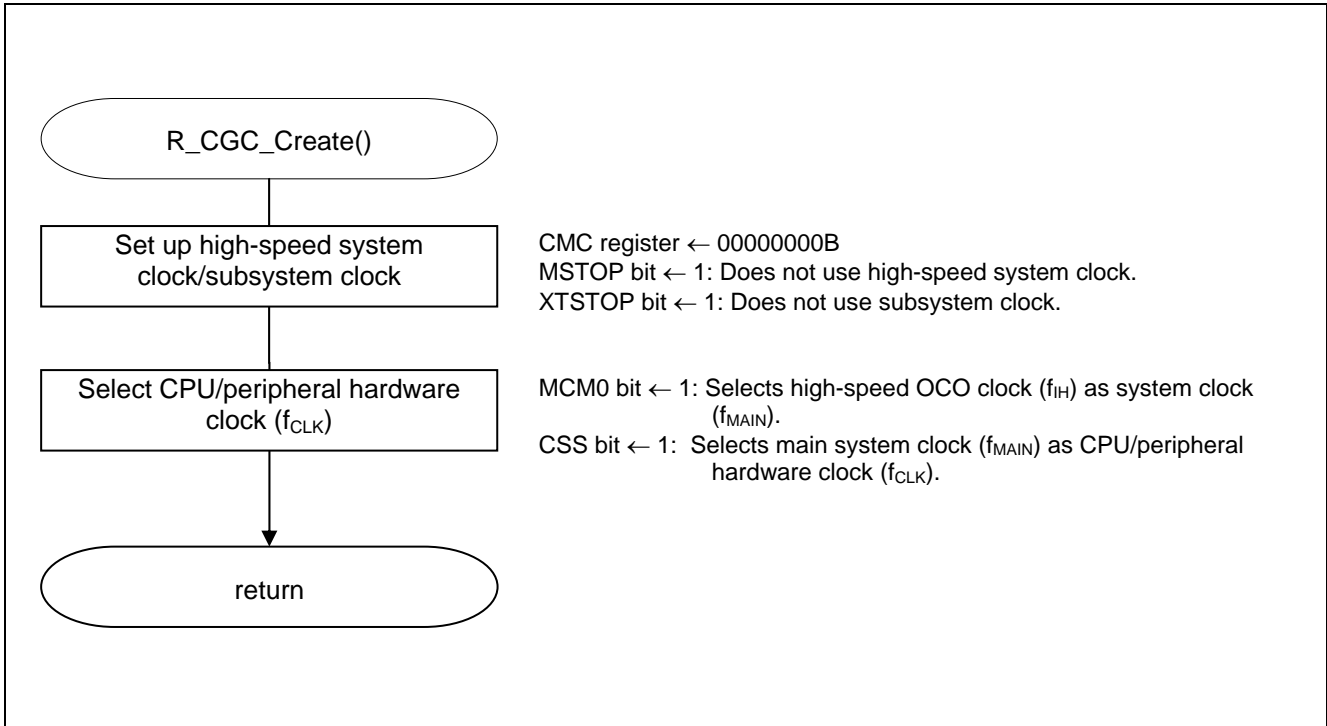 R_CGC_Create()
Set up high-speed system
clock/subsystem clock
CMC register ← 00000000B
MSTOP bit ← 1: Does not use high-speed system clock.
XTSTOP bit ← 1: Does not use subsystem clock.
Select CPU/peripheral hardware
clock (fCLK)
MCM0 bit ← 1: Selects high-speed OCO clock (fIH) as system clock
(fMAIN).
CSS bit ← 1: Selects main system clock (fMAIN) as CPU/peripheral
hardware clock (fCLK).
return